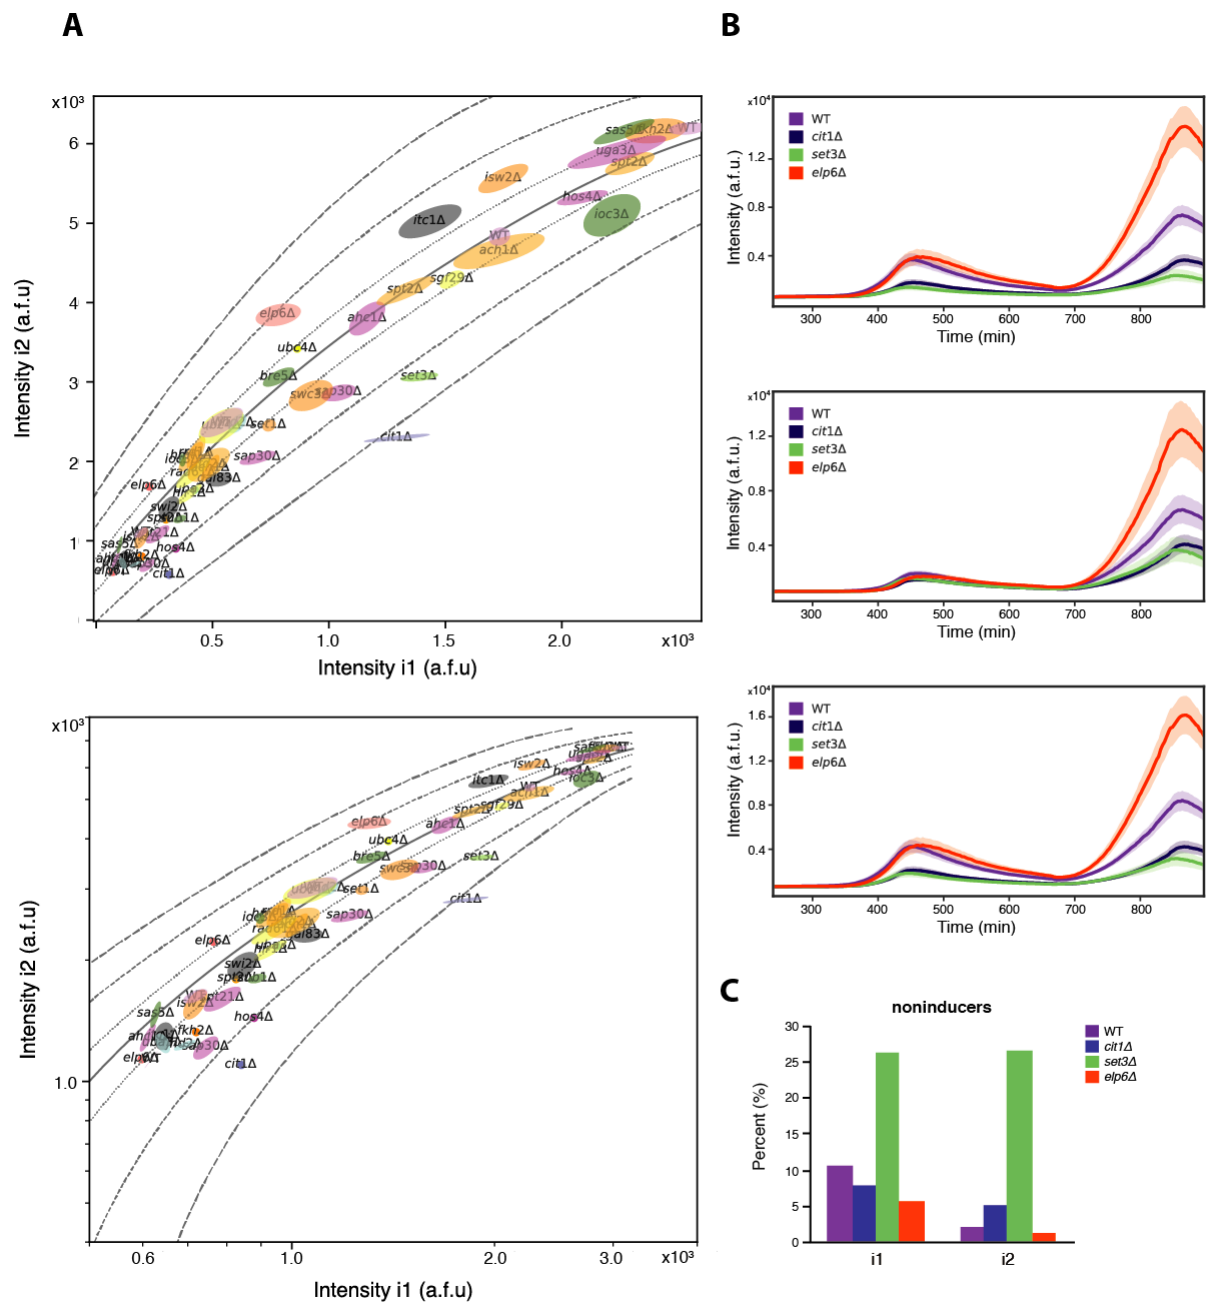 A
x10³
6
5
4
3
2
1
Intensity i2 (a.f.u)
sas5Δ
WT
uga3Δ
spt2Δ
isw2Δ
hos4Δ
ioc3Δ
itc1Δ
WT
ach1Δ
sgf29Δ
spt2Δ
ahc1Δ
elp6Δ
ubc4Δ
bre5Δ
set3Δ
swc3Δ
sap30Δ
set1Δ
cit1Δ
sap30Δ
elp6Δ
swi2Δ
sas5Δ
hos4Δ
cit1Δ
0.5
1.0
1.5
2.0
x10³
Intensity i1 (a.f.u)
x10³
1.0
Intensity i2 (a.f.u)
isw2Δ
itc1Δ
hos4Δ
ioc3Δ
WT
ach1Δ
spt2Δ
sgf29Δ
elp6Δ
ahc1Δ
ubc4Δ
bre5Δ
set3Δ
swc3Δ
sap30Δ
set1Δ
cit1Δ
sap30Δ
elp6Δ
swi2Δ
isw2Δ
sas5Δ
hos4Δ
fkh2Δ
sap30Δ
cit1Δ
0.6
1.0
2.0
3.0
x10³
Intensity i1 (a.f.u)
B
x10⁴
WT
cit1Δ
set3Δ
elp6Δ
1.2
0.8
0.4
Intensity (a.f.u.)
300 400 500 600 700 800
Time (min)
x10⁴
WT
cit1Δ
set3Δ
elp6Δ
1.2
0.8
0.4
Intensity (a.f.u.)
300 400 500 600 700 800
Time (min)
x10⁴
WT
cit1Δ
set3Δ
elp6Δ
1.6
1.2
0.8
0.4
Intensity (a.f.u.)
300 400 500 600 700 800
Time (min)
C
noninducers
WT
cit1Δ
set3Δ
elp6Δ
30
25
20
15
10
5
0
Percent (%)
i1 i2